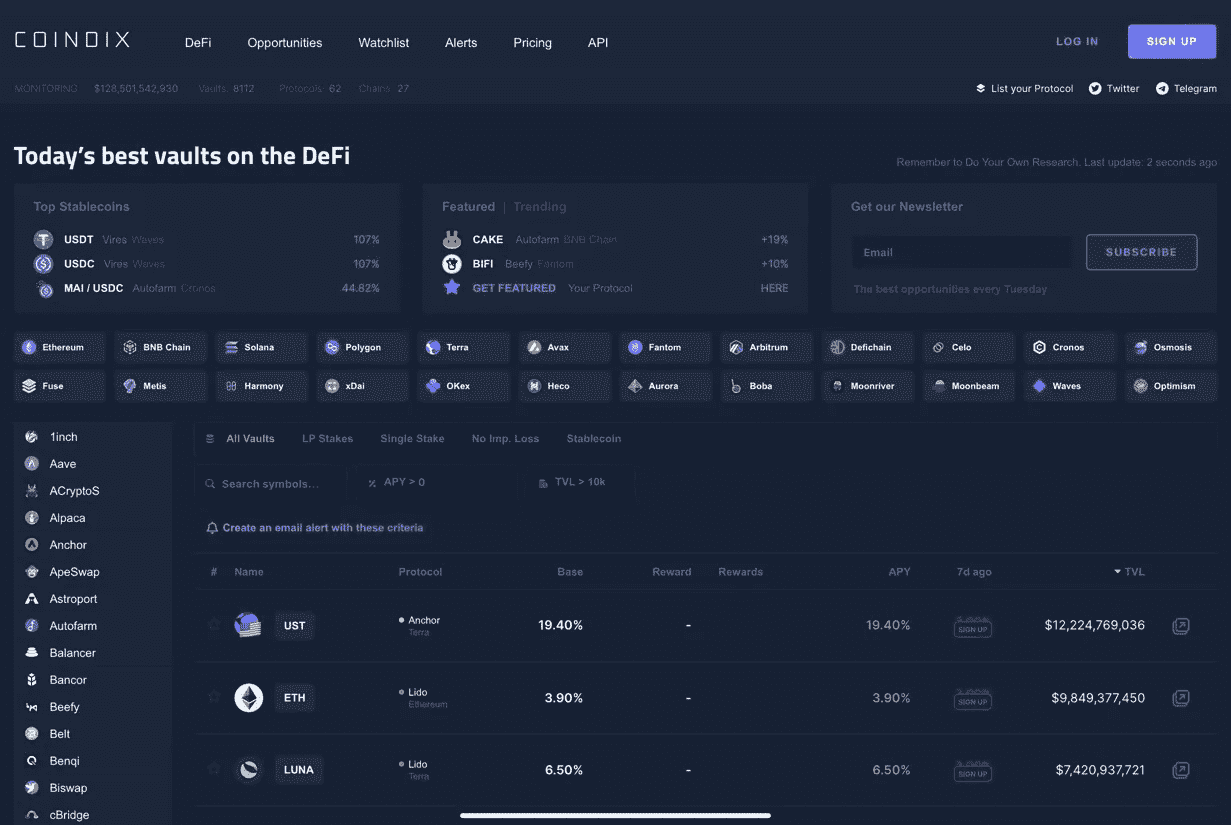 COINDIX
DeFi Opportunities Watchlist Alerts Pricing API
LOG IN SIGN UP
MONITORING $128,501,542,930 Vaults 8112 Protocols 62 Chains 27
List your Protocol Twitter Telegram
Today's best vaults on the DeFi
Remember to Do Your Own Research. Last update: 2 seconds ago
Top Stablecoins
USDT Vires Waves 107%
USDC Vires Waves 107%
MAI / USDC Autofarm Cronos 44.82%
Featured | Trending
CAKE Autofarm BNB Chain +19%
BIFI Beefy Fantom +10%
GET FEATURED Your Protocol HERE
Get our Newsletter
Email SUBSCRIBE
The best opportunities every Tuesday
Ethereum BNB Chain Solana Polygon Terra Avax Fantom Arbitrum Defichain Celo Cronos Osmosis
Fuse Metis Harmony xDai OKex Heco Aurora Boba Moonriver Moonbeam Waves Optimism
1inch
Aave
ACryptoS
Alpaca
Anchor
ApeSwap
Astroport
Autofarm
Balancer
Bancor
Beefy
Belt
Benqi
Biswap
cBridge
All Vaults LP Stakes Single Stake No Imp. Loss Stablecoin
Search symbols... APY > 0 TVL > 10k
Create an email alert with these criteria
# Name Protocol Base Reward Rewards APY 7d ago TVL
UST Anchor 19.40% - 19.40% SIGN UP $12,224,769,036
Terra
ETH Lido 3.90% - 3.90% SIGN UP $9,849,377,450
Ethereum
LUNA Lido 6.50% - 6.50% SIGN UP $7,420,937,721
Terra